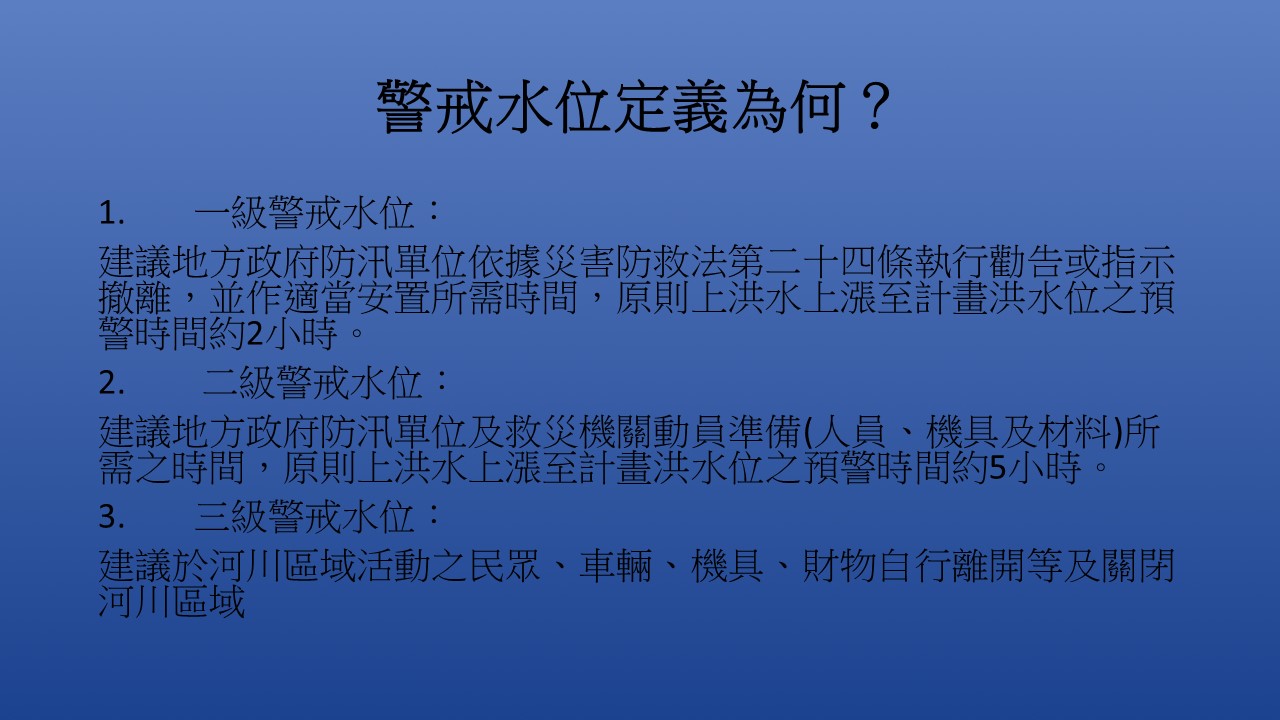 警戒水位定義為何？
1. 一級警戒水位：
建議地方政府防汛單位依據災害防救法第二十四條執行勸告或指示
撤離，並作適當安置所需時間，原則上洪水上漲至計畫洪水位之預
警時間約2小時。
2. 二級警戒水位：
建議地方政府防汛單位及救災機關動員準備(人員、機具及材料)所
需之時間，原則上洪水上漲至計畫洪水位之預警時間約5小時。
3. 三級警戒水位：
建議於河川區域活動之民眾、車輛、機具、財物自行離開等及關閉
河川區域